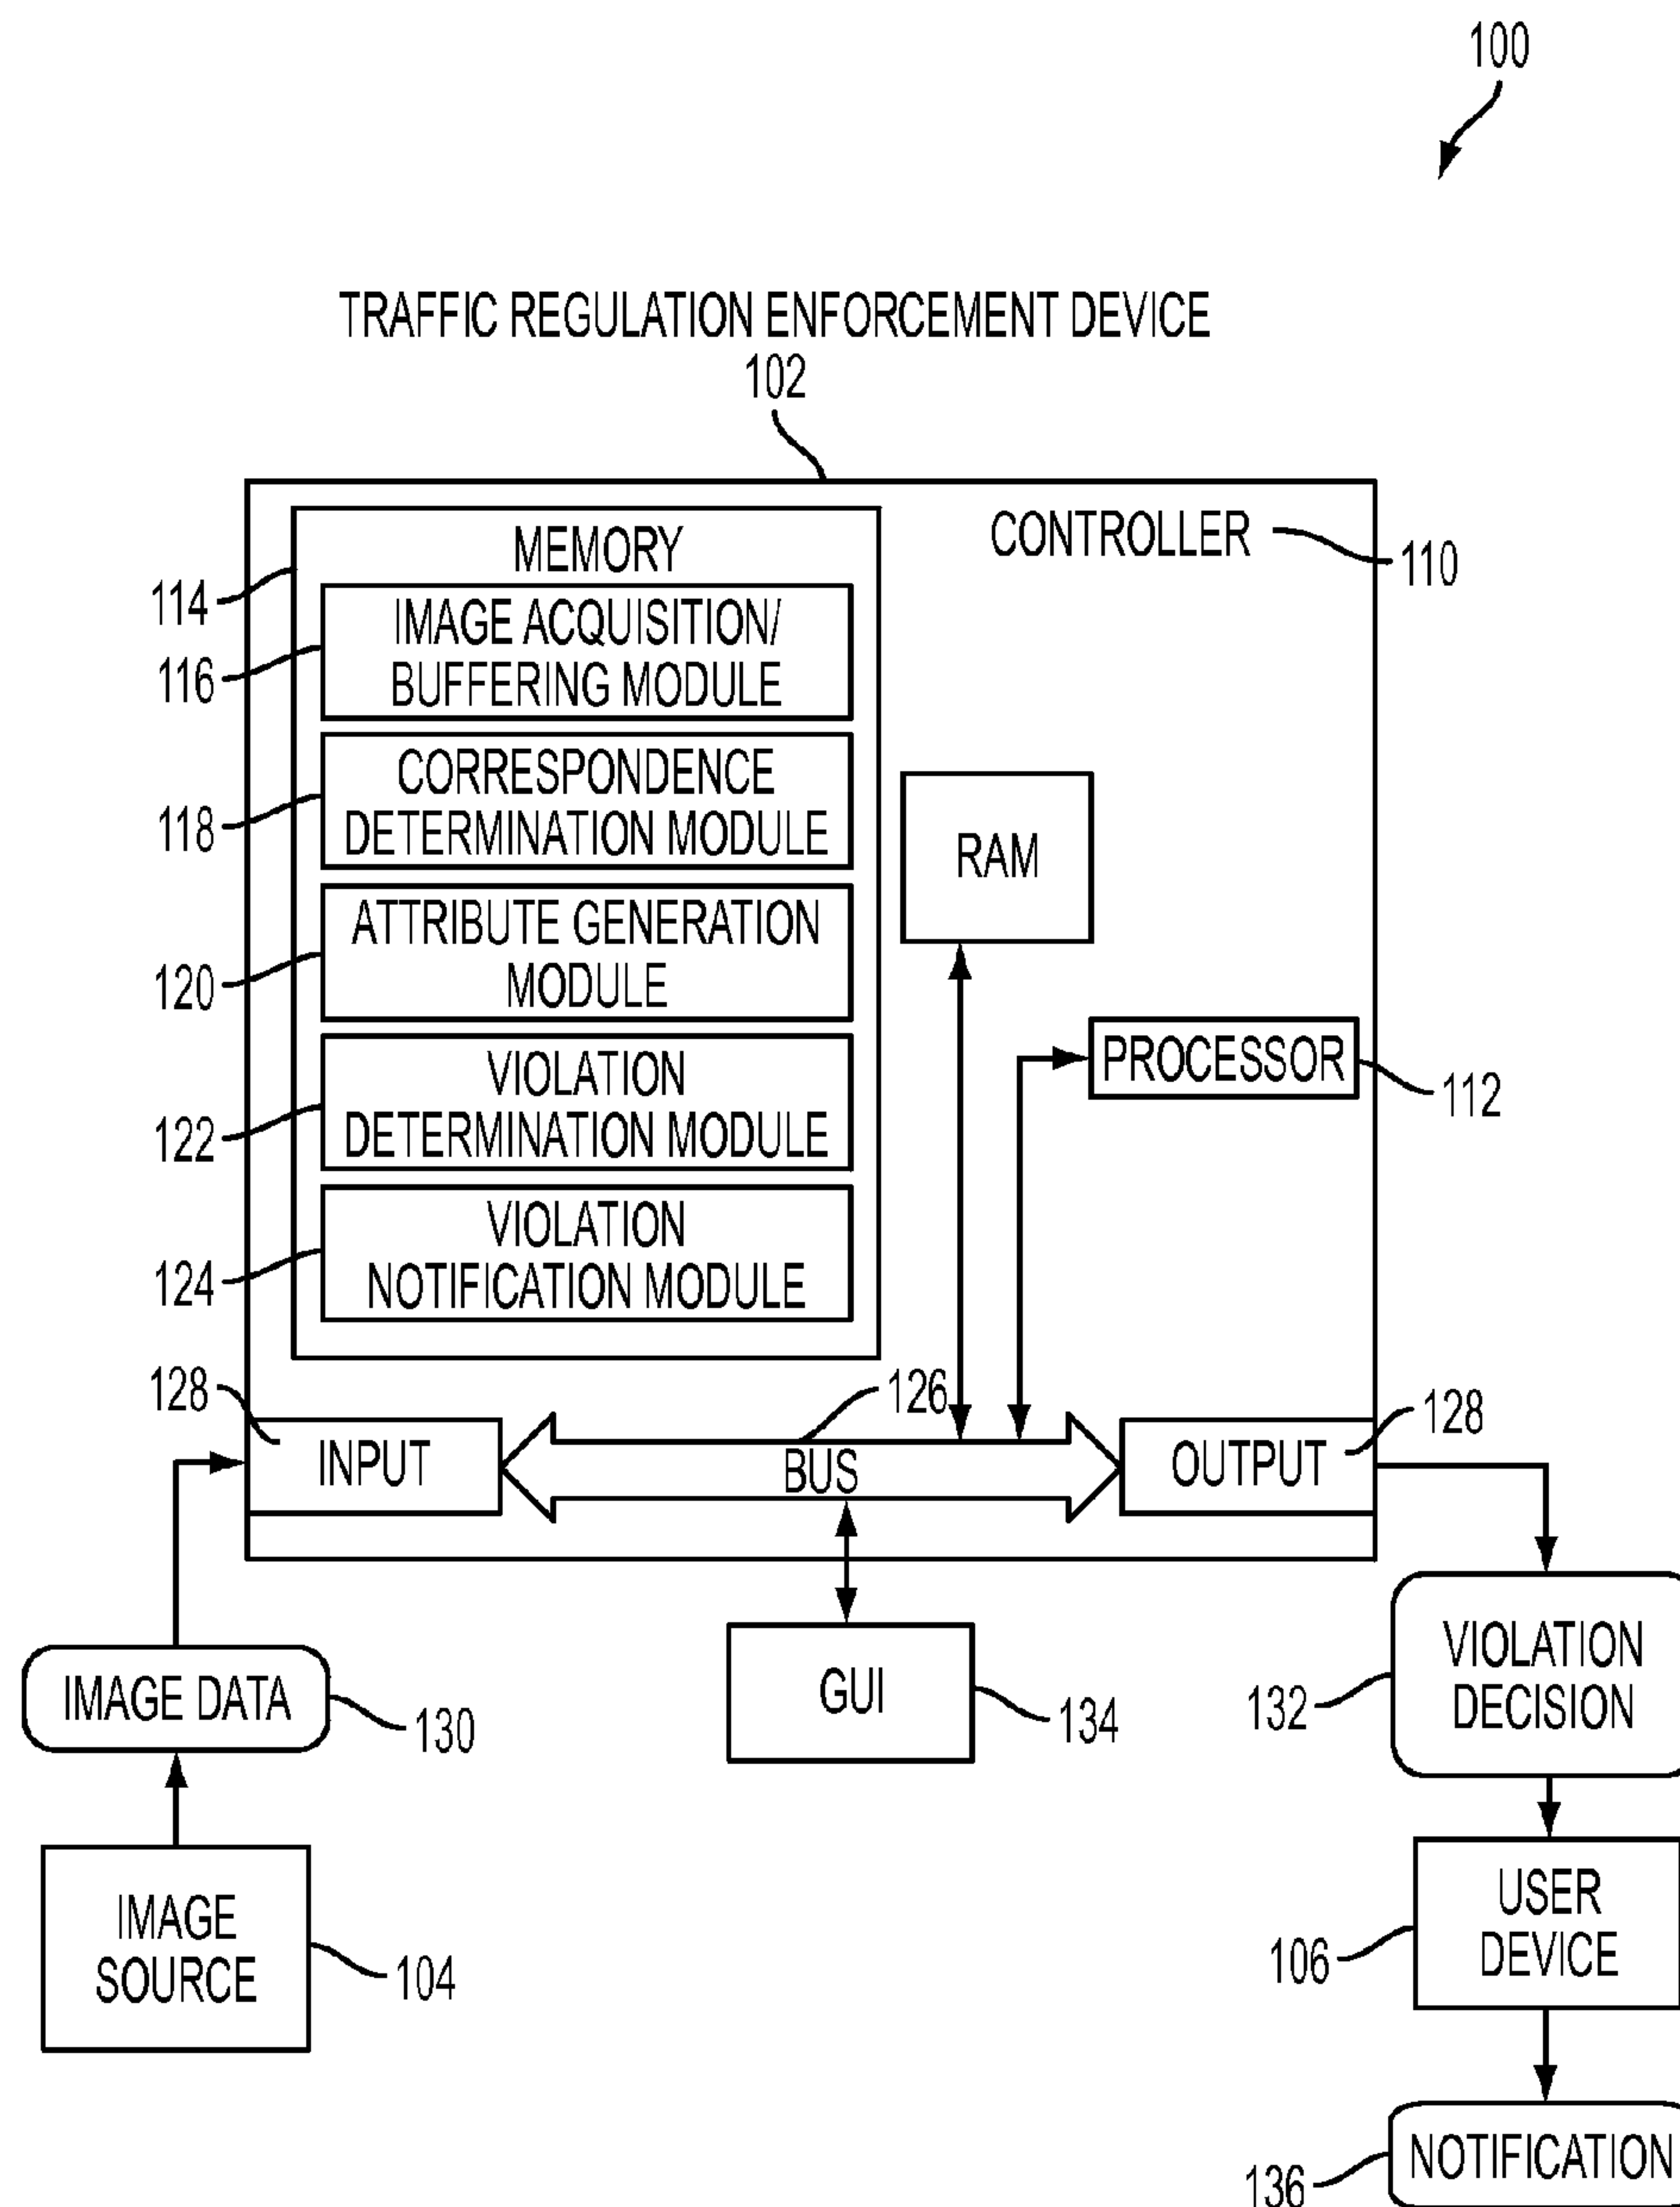 100
TRAFFIC REGULATION ENFORCEMENT DEVICE
102
MEMORY
CONTROLLER
110
114
IMAGE ACQUISITION/
BUFFERING MODULE
116
CORRESPONDENCE
DETERMINATION MODULE
118
RAM
ATTRIBUTE GENERATION
MODULE
120
PROCESSOR
112
VIOLATION
DETERMINATION MODULE
122
VIOLATION
NOTIFICATION MODULE
124
128
126
128
INPUT
BUS
OUTPUT
IMAGE DATA
130
GUI
134
VIOLATION
DECISION
132
IMAGE
SOURCE
104
USER
DEVICE
106
NOTIFICATION
136